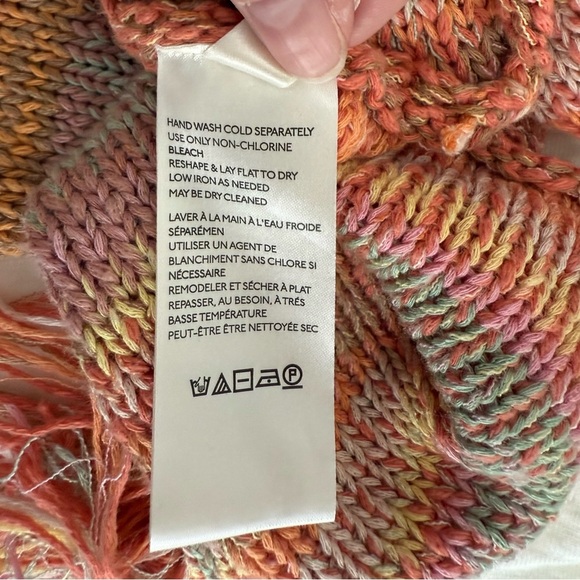 HAND WASH COLD SEPARATELY
USE ONLY NON-CHLORINE
BLEACH
RESHAPE & LAY FLAT TO DRY
LOW IRON AS NEEDED
MAY BE DRY CLEANED
LAVER À LA MAIN À L'EAU FROIDE
SÉPARÉMEN
UTILISER UN AGENT DE
BLANCHIMENT SANS CHLORE SI
NÉCESSAIRE
REMODELER ET SÉCHER À PLAT
REPASSER, AU BESOIN, À TRÉS
BASSE TEMPÉRATURE
PEUT-ÊTRE ÊTRE NETTOYÉE SEC
P